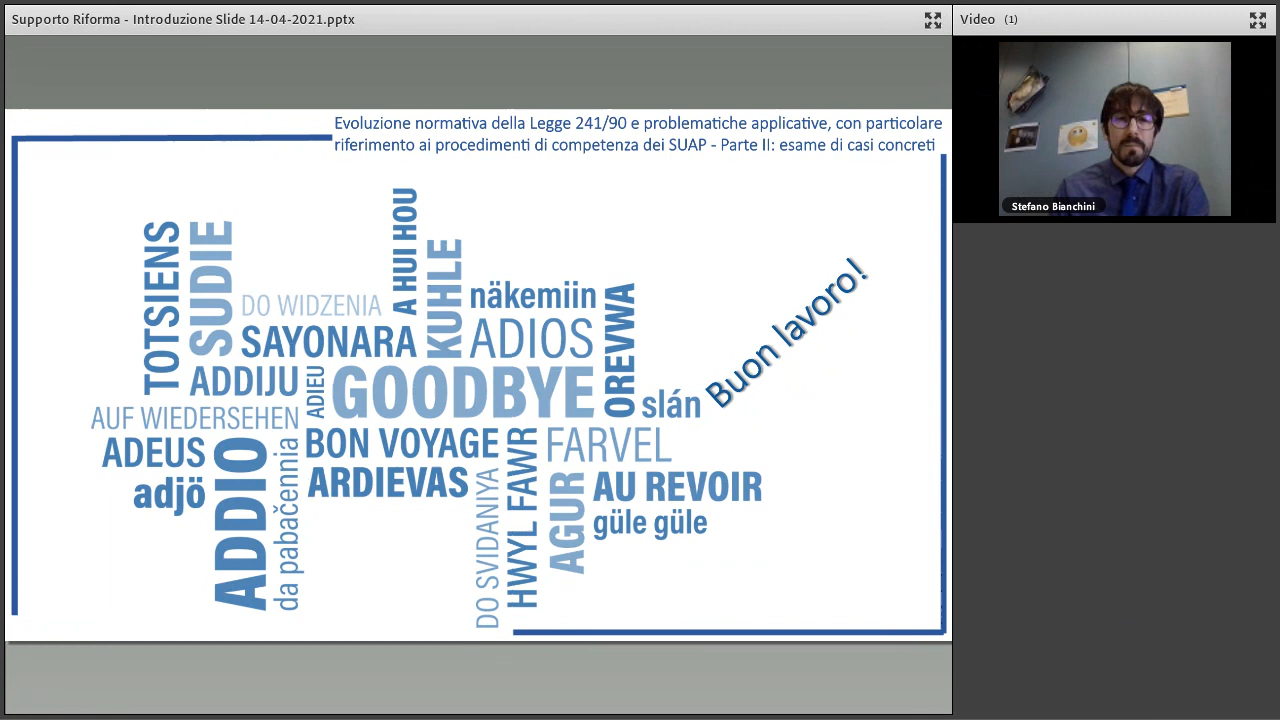 Supporto Riforma - Introduzione Slide 14-04-2021.pptx
Video (1)
Stefano Bianchini
Evoluzione normativa della Legge 241/90 e problematiche applicative, con particolare
riferimento ai procedimenti di competenza dei SUAP - Parte II: esame di casi concreti
TOTSIENS
SUDIE
DO WIDZENIA
A HUI HOU
KUHLE
näkemiin
SAYONARA
ADIOS
OREVWA
ADDIJU
ADIEU
GOODBYE
slán
Buon lavoro!
AUF WIEDERSEHEN
ADEUS
adjö
ADDIO
da pabačennia
BON VOYAGE
ARDIEVAS
DO SVIDANIYA
HWYL FAWR
FARVEL
AGUR
AU REVOIR
güle güle